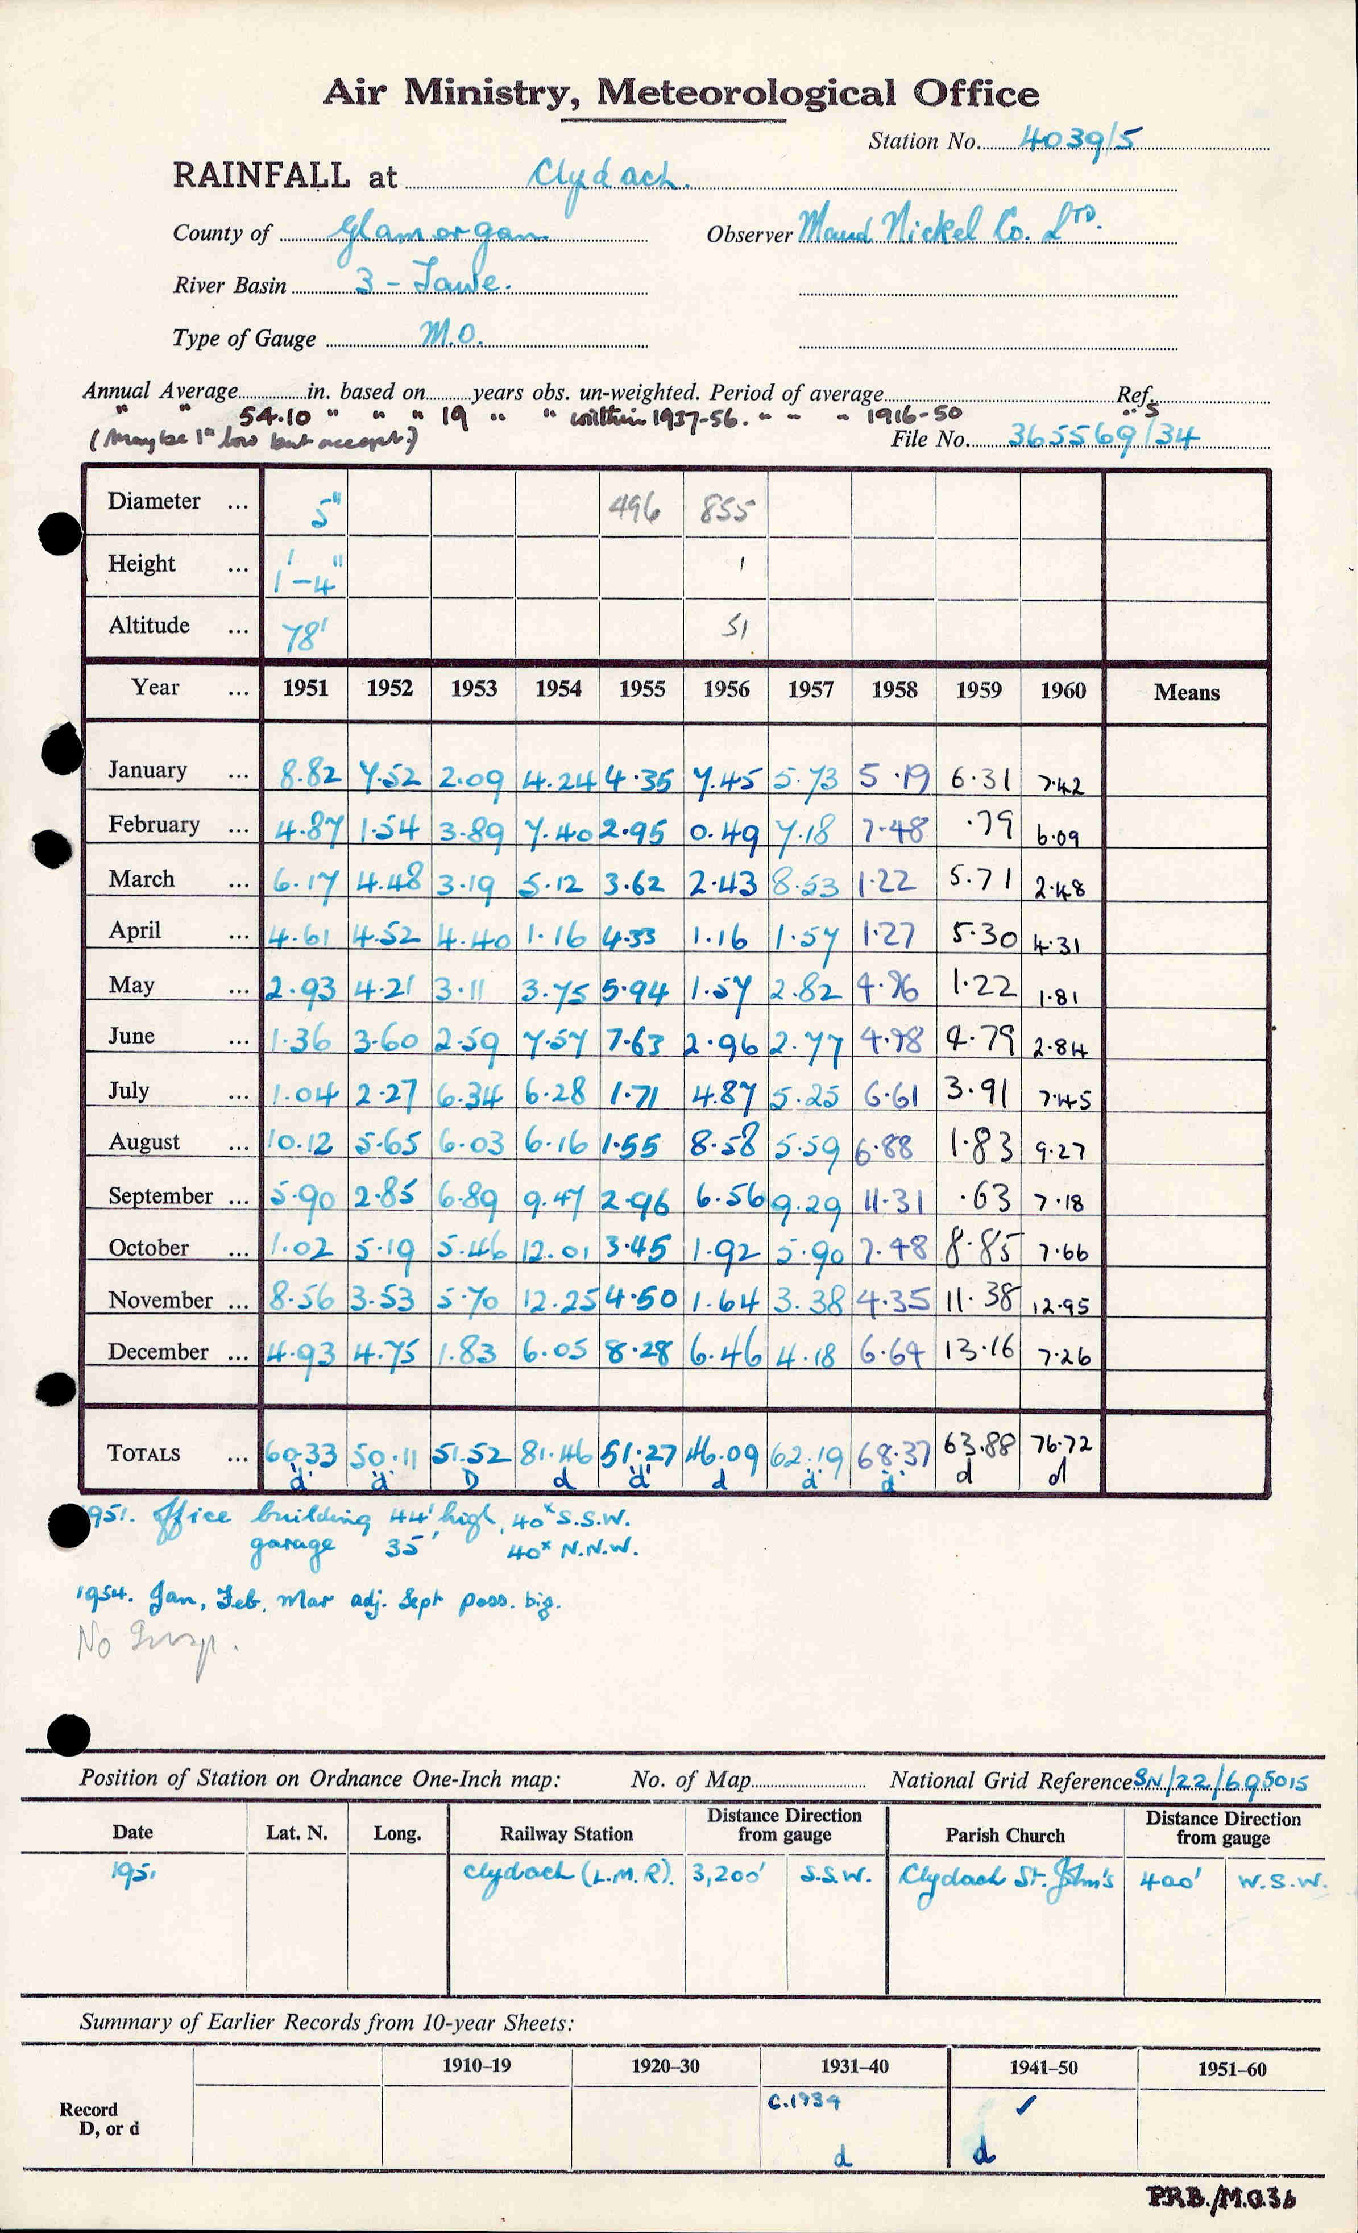 Air Ministry, Meteorological Office
Station No. 4039/5
RAINFALL at Clydach.
County of Glamorgan Observer Mond Nickel Co. Ltd.
River Basin 3 - Tawe.
Type of Gauge M.O.
Annual Average in. based on years obs. un-weighted. Period of average Ref.
" " 54.10 " " " 19 " " within 1937-56. " - " 1916-50 " S
(Maybe 1" low but accept) File No. 365569/34
Diameter ... 5" 496 855
Height ... 1'-4" 1
Altitude ... 78' 51
Year ... 1951 1952 1953 1954 1955 1956 1957 1958 1959 1960 Means
January ... 8.82 7.52 2.09 4.24 4.35 7.45 5.73 5.19 6.31 7.42
February ... 4.87 1.54 3.89 7.40 2.95 0.49 7.18 7.48 .79 6.09
March ... 6.17 4.48 3.19 5.12 3.62 2.43 8.53 1.22 5.71 2.48
April ... 4.61 4.52 4.40 1.16 4.33 1.16 1.57 1.27 5.30 4.31
May ... 2.93 4.21 3.11 3.75 5.94 1.57 2.82 4.96 1.22 1.81
June ... 1.36 3.60 2.59 7.57 7.63 2.96 2.77 4.98 4.79 2.84
July ... 1.04 2.27 6.34 6.28 1.71 4.87 5.25 6.61 3.91 7.45
August ... 10.12 5.65 6.03 6.16 1.55 8.58 5.59 6.88 1.83 9.27
September ... 5.90 2.85 6.89 9.47 2.96 6.56 9.29 11.31 .63 7.18
October ... 1.02 5.19 5.46 12.01 3.45 1.92 5.90 7.48 8.85 7.66
November ... 8.56 3.53 5.70 12.25 4.50 1.64 3.38 4.35 11.38 12.95
December ... 4.93 4.75 1.83 6.05 8.28 6.46 4.18 6.64 13.16 7.26
TOTALS ... 60.33 50.11 51.52 81.46 51.27 46.09 62.19 68.37 63.88 76.72
d d D d d d d d d d
1951. Office building 44' high, 40x S.S.W.
garage 35' 40x N.N.W.
1954. Jan, Feb, Mar adj. Sept poss. big.
No Insp.
Position of Station on Ordnance One-Inch map: No. of Map National Grid Reference SN/22/695015
Date Lat. N. Long. Railway Station Distance Direction from gauge Parish Church Distance Direction from gauge
1951 Clydach (L.M.R). 3,200' S.S.W. Clydach St. John's 400' W.S.W.
Summary of Earlier Records from 10-year Sheets:
1910-19 1920-30 1931-40 1941-50 1951-60
Record C.1934 ✓
D, or d d d
P.R.B./M.O.36